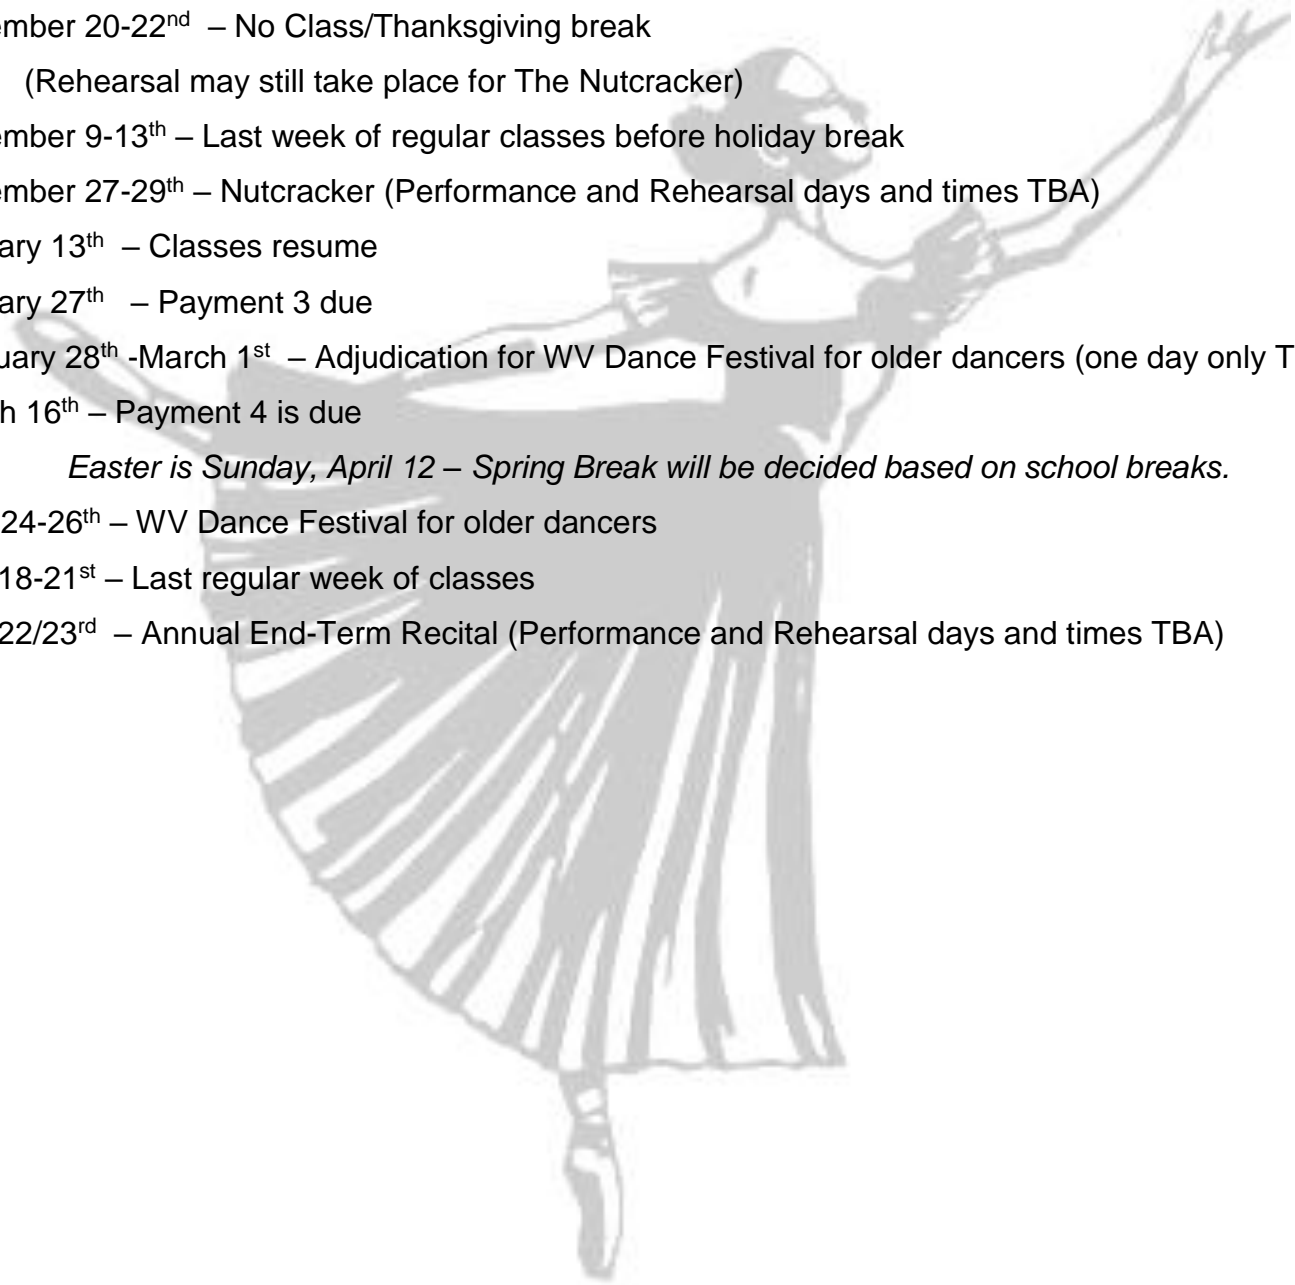 ember 20-22nd – No Class/Thanksgiving break
(Rehearsal may still take place for The Nutcracker)
ember 9-13th – Last week of regular classes before holiday break
ember 27-29th – Nutcracker (Performance and Rehearsal days and times TBA)
ary 13th – Classes resume
ary 27th – Payment 3 due
uary 28th -March 1st – Adjudication for WV Dance Festival for older dancers (one day only T
h 16th – Payment 4 is due
Easter is Sunday, April 12 – Spring Break will be decided based on school breaks.
24-26th – WV Dance Festival for older dancers
18-21st – Last regular week of classes
22/23rd – Annual End-Term Recital (Performance and Rehearsal days and times TBA)